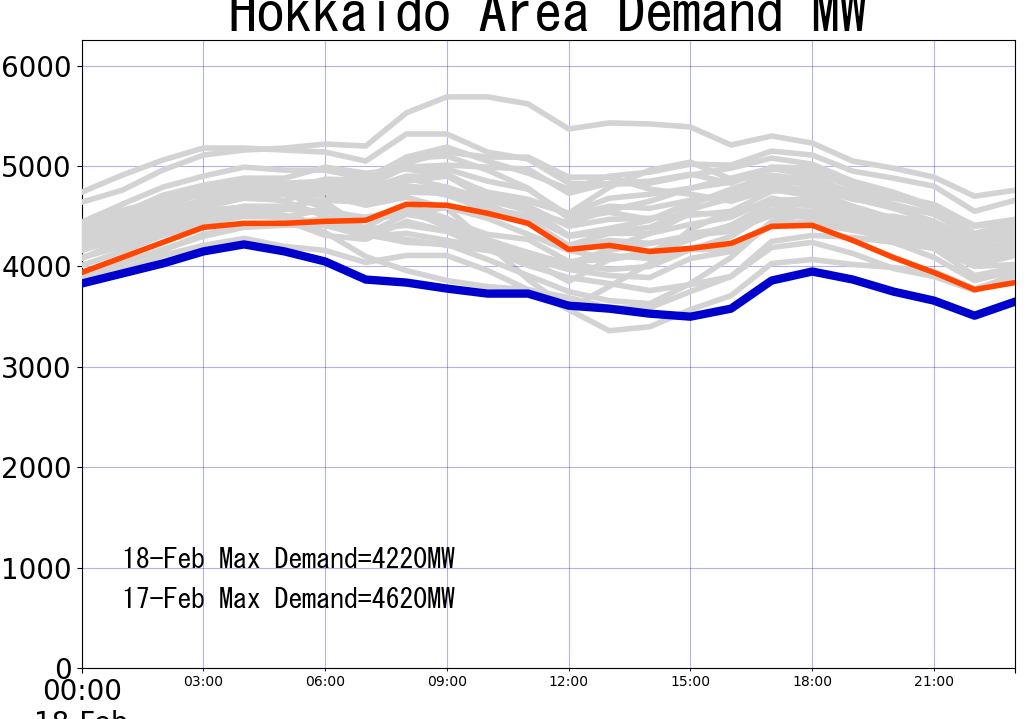 Hokkaido Area Demand MW
6000
5000
4000
3000
2000
1000
0
18-Feb Max Demand=4220MW
17-Feb Max Demand=4620MW
00:00 03:00 06:00 09:00 12:00 15:00 18:00 21:00
18-Feb